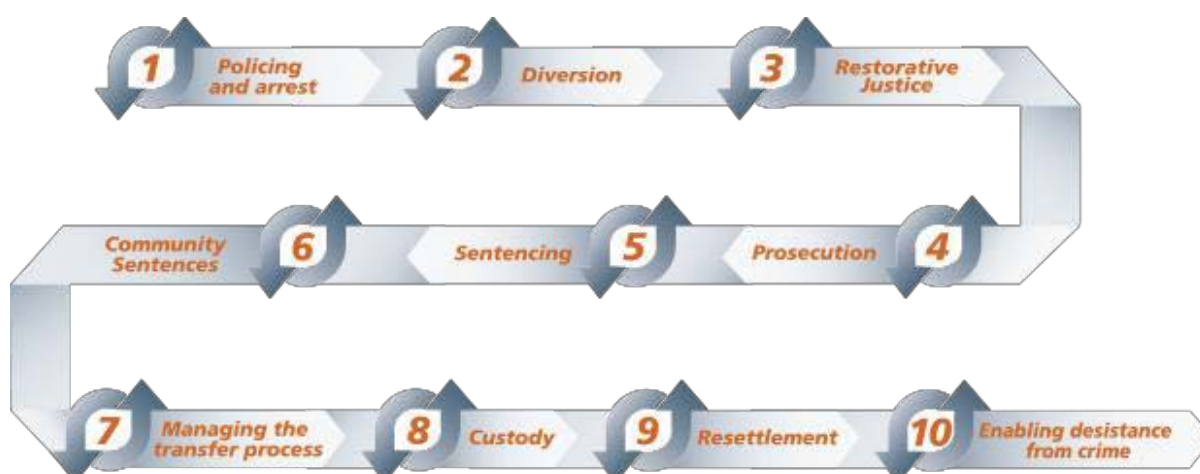 1 Policing
and arrest
2 Diversion
3 Restorative
Justice
4 Prosecution
5 Sentencing
6 Community
Sentences
7 Managing the
transfer process
8 Custody
9 Resettlement
10 Enabling desistance
from crime